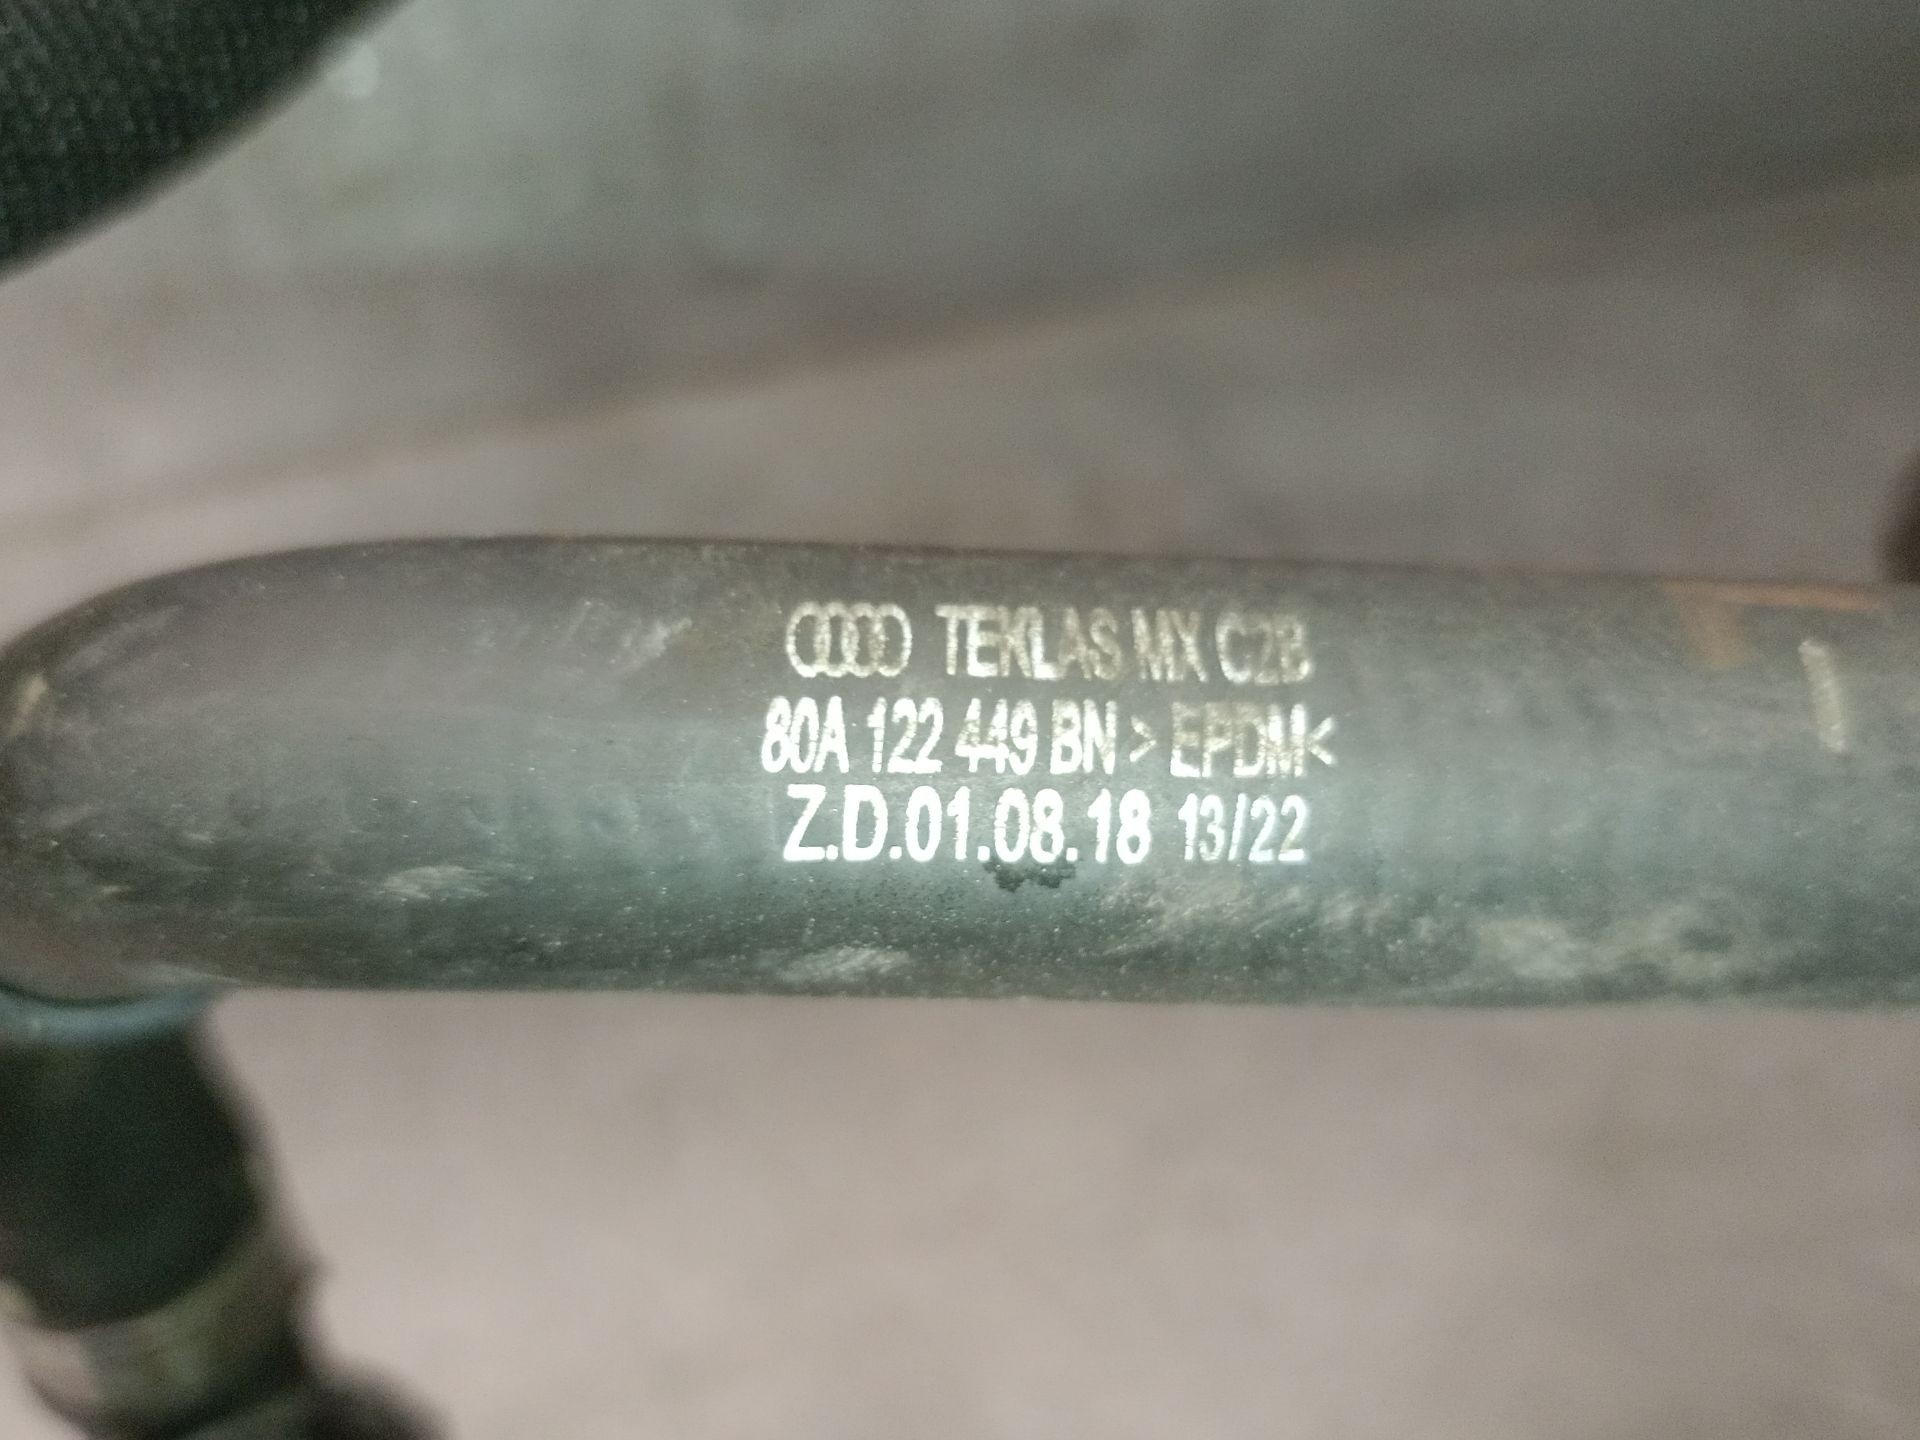 TEKLAS MX C2B
80A 122 449 BN >EPDM<
Z.D.01.08.18 13/22